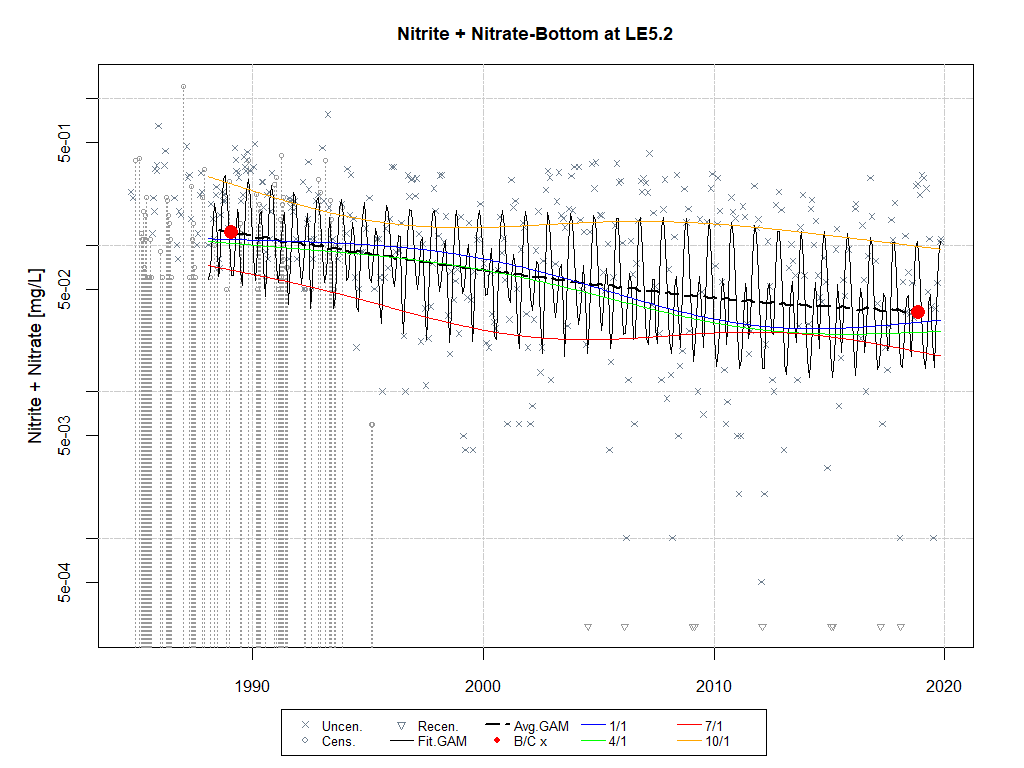 Nitrite + Nitrate-Bottom at LE5.2
Nitrite + Nitrate [mg/L]
5e-01
5e-02
5e-03
5e-04
1990 2000 2010 2020
Uncen. Recen. Avg.GAM 1/1 7/1
Cens. Fit.GAM B/C x 4/1 10/1